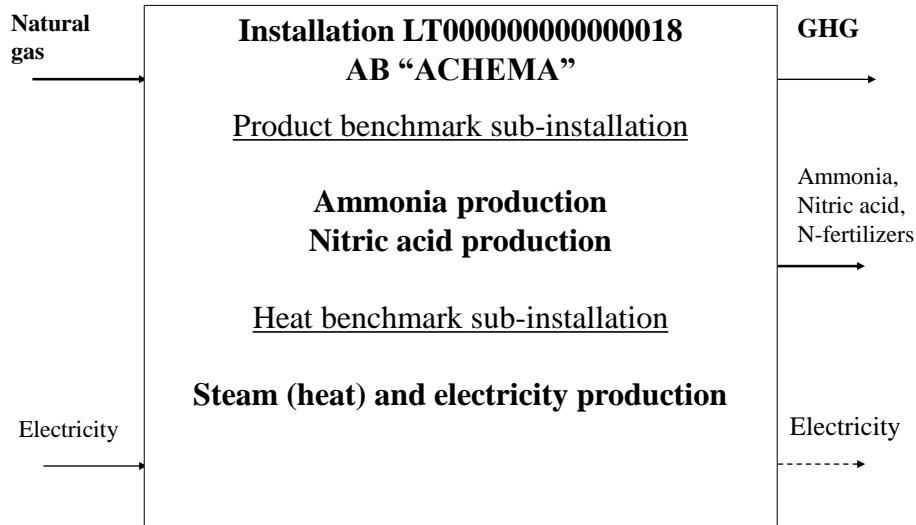 Natural
gas
Installation LT000000000000018
AB “ACHEMA”
GHG
Product benchmark sub-installation
Ammonia production
Nitric acid production
Ammonia,
Nitric acid,
N-fertilizers
Heat benchmark sub-installation
Steam (heat) and electricity production
Electricity
Electricity